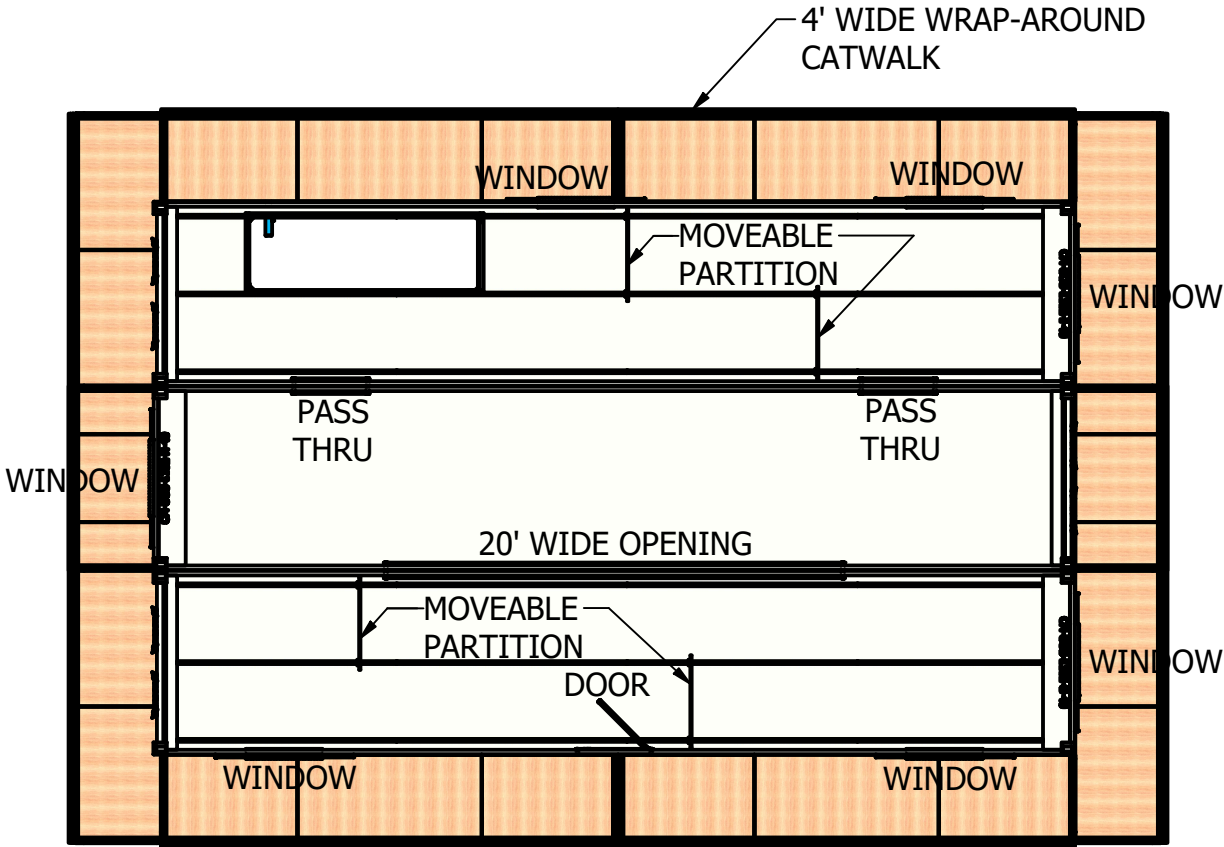 4' WIDE WRAP-AROUND
CATWALK
WINDOW
WINDOW
MOVEABLE
PARTITION
WINDOW
PASS
THRU
PASS
THRU
WINDOW
20' WIDE OPENING
MOVEABLE
PARTITION
WINDOW
DOOR
WINDOW
WINDOW